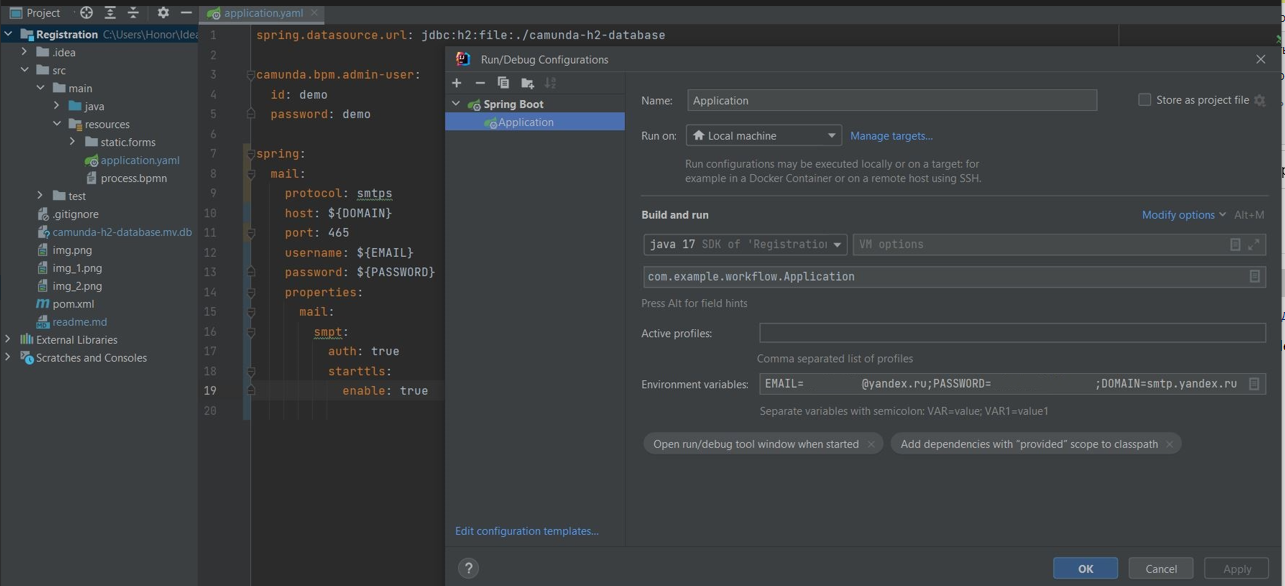 Project
application.yaml
Registration C:\Users\Honor\Idea
.idea
src
main
java
resources
static.forms
application.yaml
process.bpmn
test
.gitignore
camunda-h2-database.mv.db
img.png
img_1.png
img_2.png
pom.xml
readme.md
External Libraries
Scratches and Consoles
1 spring.datasource.url: jdbc:h2:file:./camunda-h2-database
2
3 camunda.bpm.admin-user:
4 id: demo
5 password: demo
6
7 spring:
8 mail:
9 protocol: smtps
10 host: ${DOMAIN}
11 port: 465
12 username: ${EMAIL}
13 password: ${PASSWORD}
14 properties:
15 mail:
16 smpt:
17 auth: true
18 starttls:
19 enable: true
20
Run/Debug Configurations
Spring Boot
Application
Edit configuration templates...
Name: Application
Store as project file
Run on: Local machine
Manage targets...
Run configurations may be executed locally or on a target: for
example in a Docker Container or on a remote host using SSH.
Build and run
Modify options Alt+M
java 17 SDK of 'Registration
VM options
com.example.workflow.Application
Press Alt for field hints
Active profiles:
Comma separated list of profiles
Environment variables: EMAIL= @yandex.ru;PASSWORD= ;DOMAIN=smtp.yandex.ru
Separate variables with semicolon: VAR=value; VAR1=value1
Open run/debug tool window when started
Add dependencies with "provided" scope to classpath
?
OK
Cancel
Apply